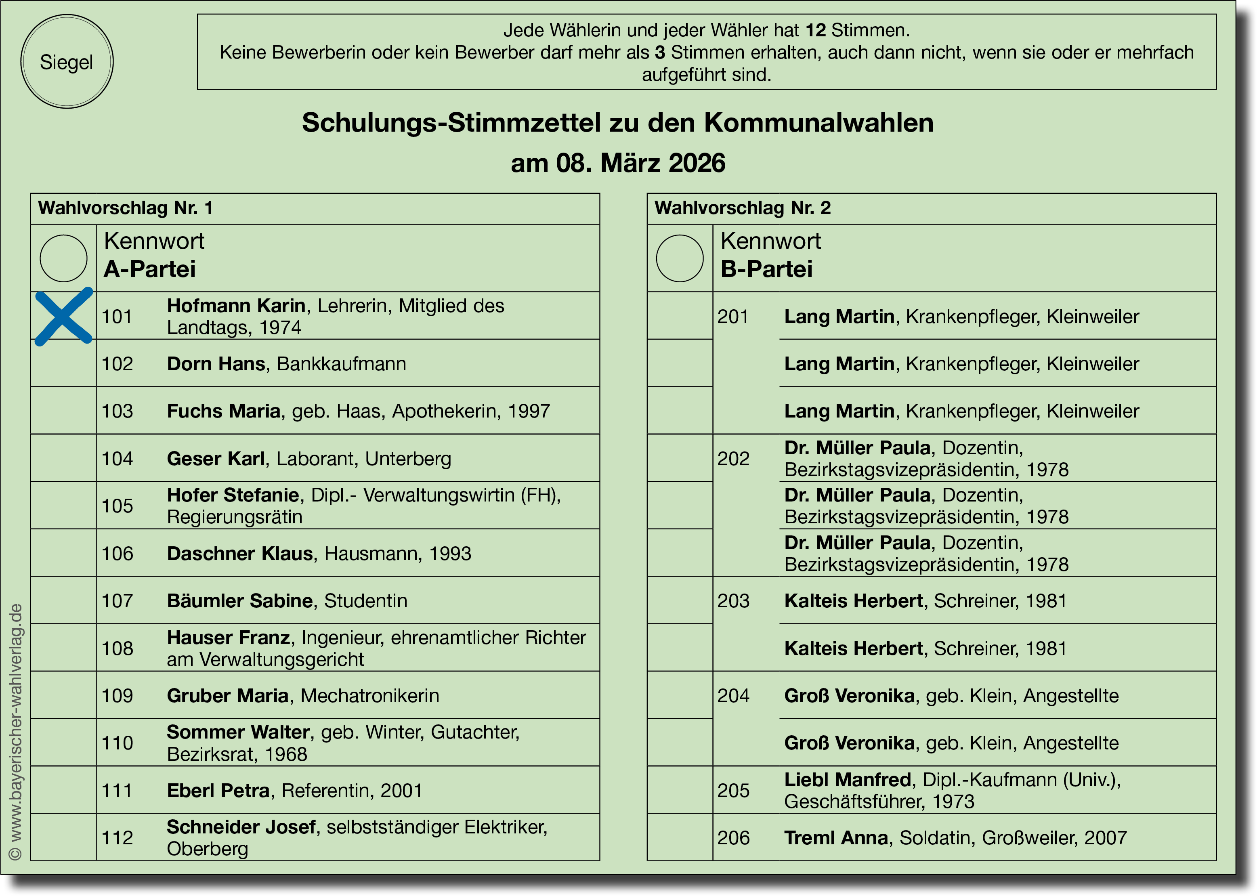 Siegel
Jede Wählerin und jeder Wähler hat 12 Stimmen.
Keine Bewerberin oder kein Bewerber darf mehr als 3 Stimmen erhalten, auch dann nicht, wenn sie oder er mehrfach
aufgeführt sind.
Schulungs-Stimmzettel zu den Kommunalwahlen
am 08. März 2026
Wahlvorschlag Nr. 1
Kennwort
A-Partei
101 Hofmann Karin, Lehrerin, Mitglied des
Landtags, 1974
102 Dorn Hans, Bankkaufmann
103 Fuchs Maria, geb. Haas, Apothekerin, 1997
104 Geser Karl, Laborant, Unterberg
105 Hofer Stefanie, Dipl.- Verwaltungswirtin (FH),
Regierungsrätin
106 Daschner Klaus, Hausmann, 1993
107 Bäumler Sabine, Studentin
108 Hauser Franz, Ingenieur, ehrenamtlicher Richter
am Verwaltungsgericht
109 Gruber Maria, Mechatronikerin
110 Sommer Walter, geb. Winter, Gutachter,
Bezirksrat, 1968
111 Eberl Petra, Referentin, 2001
112 Schneider Josef, selbstständiger Elektriker,
Oberberg
Wahlvorschlag Nr. 2
Kennwort
B-Partei
201 Lang Martin, Krankenpfleger, Kleinweiler
Lang Martin, Krankenpfleger, Kleinweiler
Lang Martin, Krankenpfleger, Kleinweiler
202 Dr. Müller Paula, Dozentin,
Bezirkstagsvizepräsidentin, 1978
Dr. Müller Paula, Dozentin,
Bezirkstagsvizepräsidentin, 1978
Dr. Müller Paula, Dozentin,
Bezirkstagsvizepräsidentin, 1978
203 Kalteis Herbert, Schreiner, 1981
Kalteis Herbert, Schreiner, 1981
204 Groß Veronika, geb. Klein, Angestellte
Groß Veronika, geb. Klein, Angestellte
205 Liebl Manfred, Dipl.-Kaufmann (Univ.),
Geschäftsführer, 1973
206 Treml Anna, Soldatin, Großweiler, 2007
© www.bayerischer-wahlverlag.de